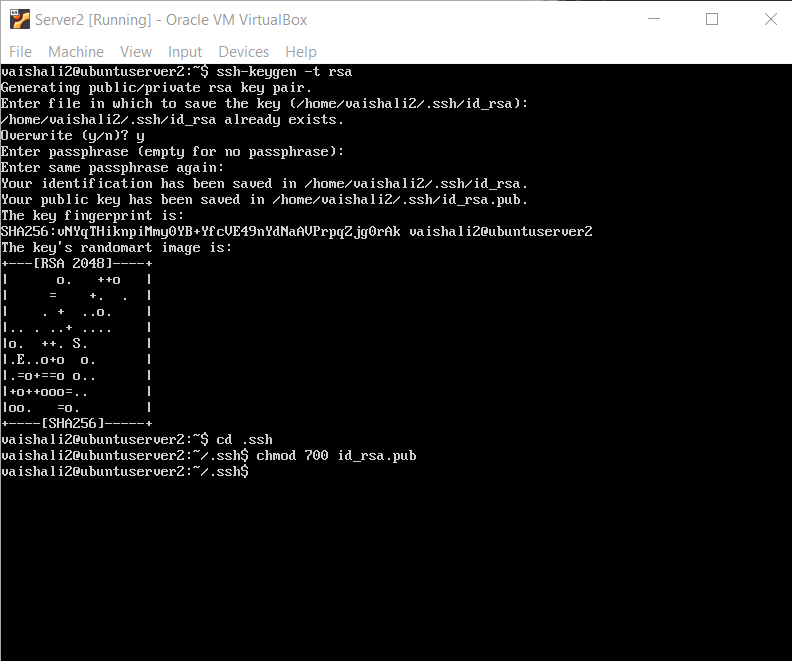 Server2 [Running] - Oracle VM VirtualBox
File Machine View Input Devices Help
vaishali2@ubuntuserver2:~$ ssh-keygen -t rsa
Generating public/private rsa key pair.
Enter file in which to save the key (/home/vaishali2/.ssh/id_rsa):
/home/vaishali2/.ssh/id_rsa already exists.
Overwrite (y/n)? y
Enter passphrase (empty for no passphrase):
Enter same passphrase again:
Your identification has been saved in /home/vaishali2/.ssh/id_rsa.
Your public key has been saved in /home/vaishali2/.ssh/id_rsa.pub.
The key fingerprint is:
SHA256:vNYqTHiknpiMmy0YB+YfcVE49nYdNaAVPrpqZjg0rAk vaishali2@ubuntuserver2
The key's randomart image is:
+---[RSA 2048]----+
|      o.   ++o   |
|     =    +.  .  |
|    . +  ..o.    |
|.. . ..+ ....    |
|o.  ++. S.       |
|.E..o+o  o.      |
|.=o+==o o..      |
|+o++ooo=..       |
|oo.   =o.        |
+----[SHA256]-----+
vaishali2@ubuntuserver2:~$ cd .ssh
vaishali2@ubuntuserver2:~/.ssh$ chmod 700 id_rsa.pub
vaishali2@ubuntuserver2:~/.ssh$